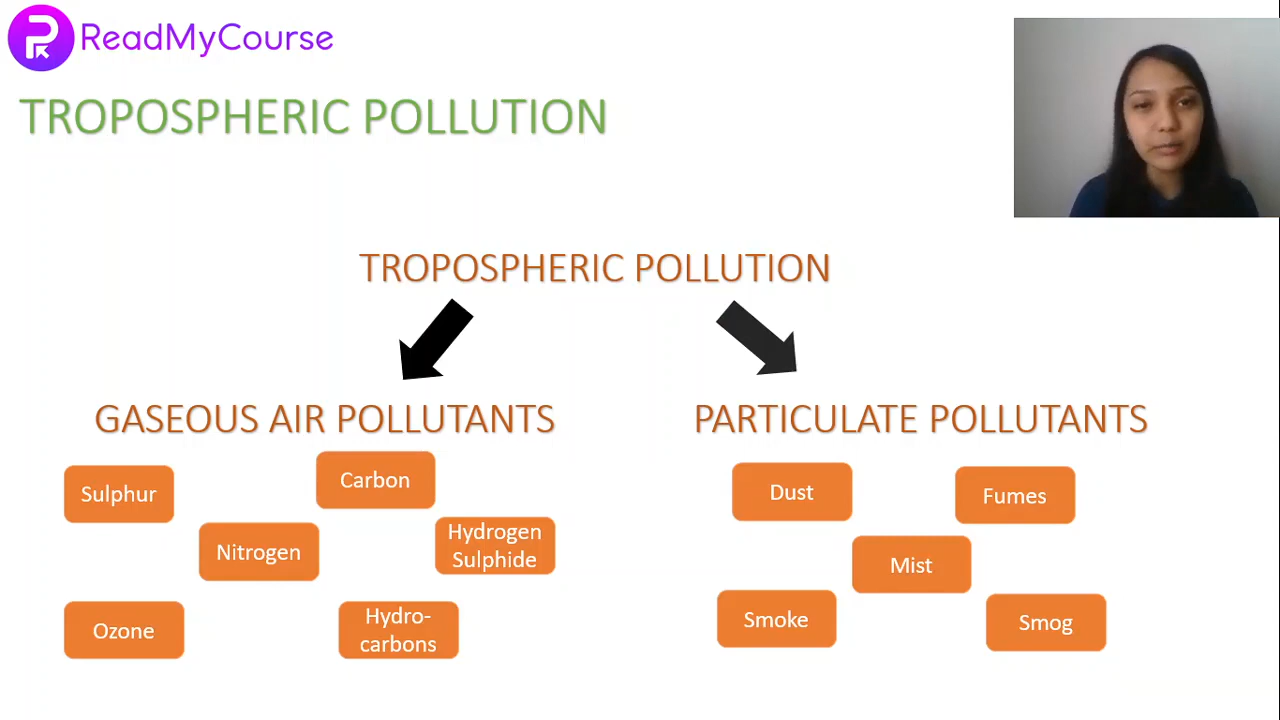 ReadMyCourse
TROPOSPHERIC POLLUTION
TROPOSPHERIC POLLUTION
GASEOUS AIR POLLUTANTS
Sulphur
Carbon
Nitrogen
Hydrogen
Sulphide
Ozone
Hydro-
carbons
PARTICULATE POLLUTANTS
Dust
Fumes
Mist
Smoke
Smog